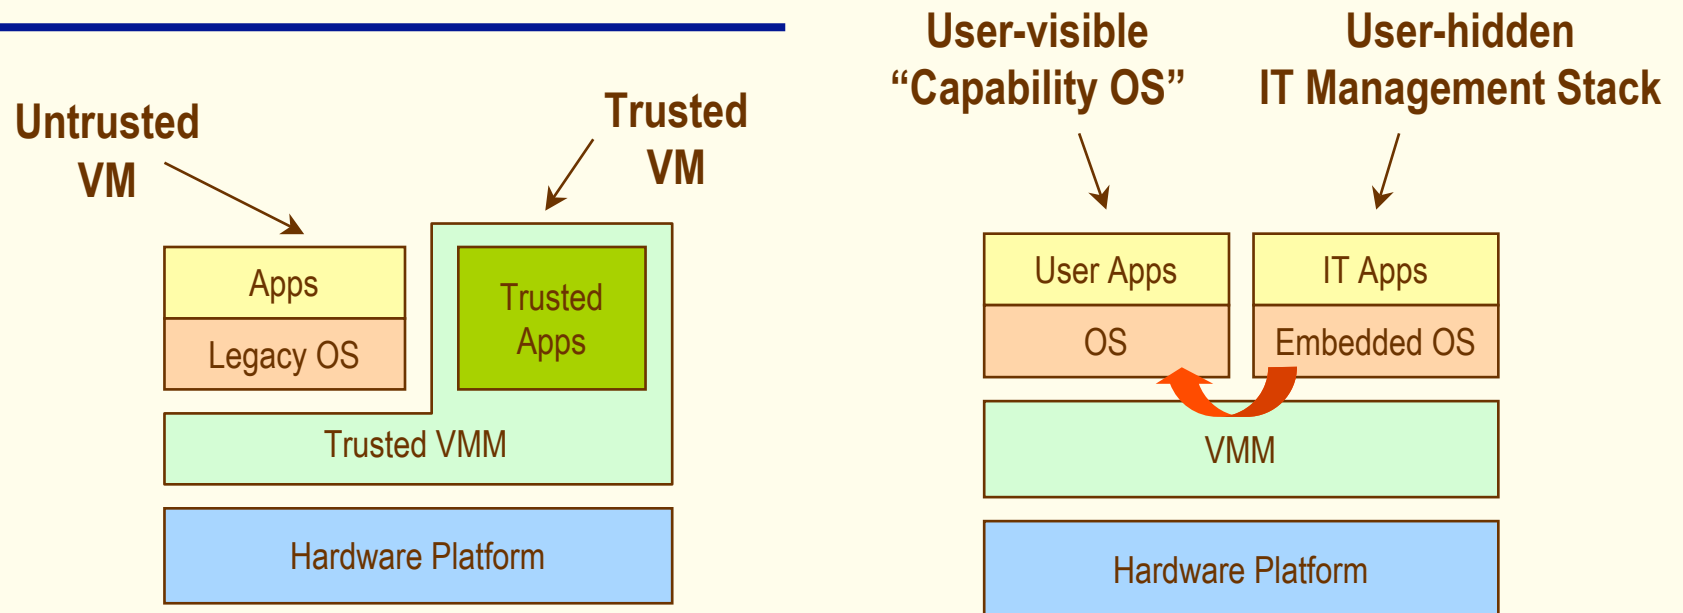 Untrusted
VM
Trusted
VM
Apps
Legacy OS
Trusted
Apps
Trusted VMM
Hardware Platform
User-visible
“Capability OS”
User-hidden
IT Management Stack
User Apps
OS
IT Apps
Embedded OS
VMM
Hardware Platform